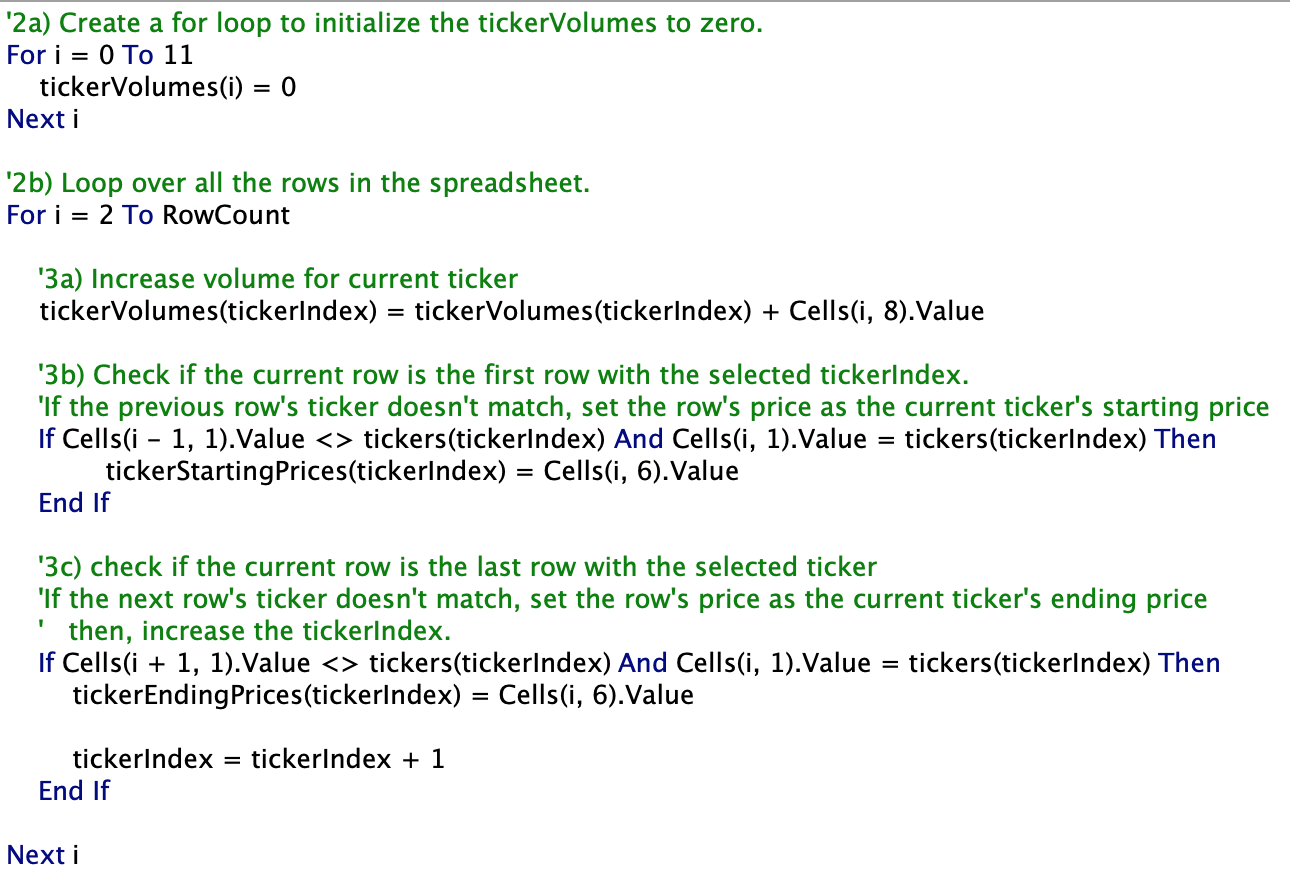 '2a) Create a for loop to initialize the tickerVolumes to zero.
For i = 0 To 11
tickerVolumes(i) = 0
Next i
'2b) Loop over all the rows in the spreadsheet.
For i = 2 To RowCount
'3a) Increase volume for current ticker
tickerVolumes(tickerIndex) = tickerVolumes(tickerIndex) + Cells(i, 8).Value
'3b) Check if the current row is the first row with the selected tickerIndex.
'If the previous row's ticker doesn't match, set the row's price as the current ticker's starting price
If Cells(i - 1, 1).Value <> tickers(tickerIndex) And Cells(i, 1).Value = tickers(tickerIndex) Then
tickerStartingPrices(tickerIndex) = Cells(i, 6).Value
End If
'3c) check if the current row is the last row with the selected ticker
'If the next row's ticker doesn't match, set the row's price as the current ticker's ending price
' then, increase the tickerIndex.
If Cells(i + 1, 1).Value <> tickers(tickerIndex) And Cells(i, 1).Value = tickers(tickerIndex) Then
tickerEndingPrices(tickerIndex) = Cells(i, 6).Value
tickerIndex = tickerIndex + 1
End If
Next i